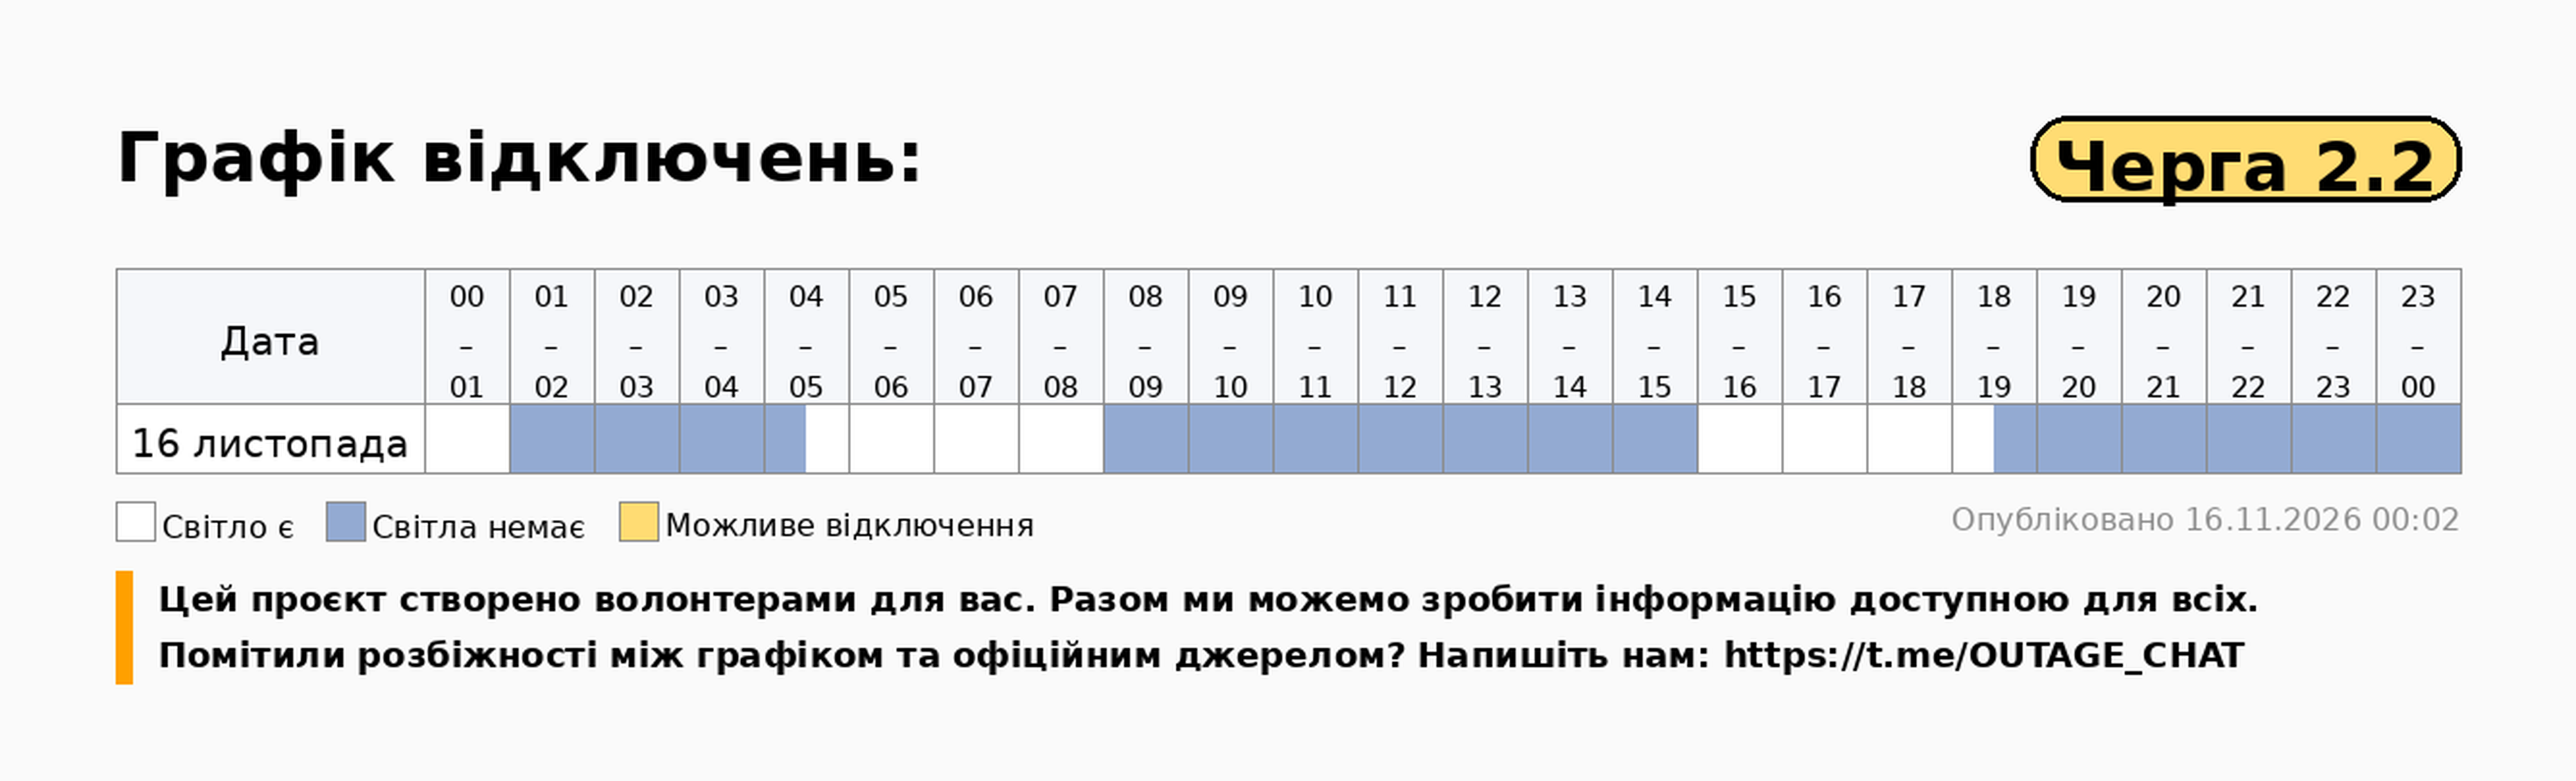 Графік відключень:
Черга 2.2
Дата
00 – 01
01 – 02
02 – 03
03 – 04
04 – 05
05 – 06
06 – 07
07 – 08
08 – 09
09 – 10
10 – 11
11 – 12
12 – 13
13 – 14
14 – 15
15 – 16
16 – 17
17 – 18
18 – 19
19 – 20
20 – 21
21 – 22
22 – 23
23 – 00
16 листопада
Світло є
Світла немає
Можливе відключення
Опубліковано 16.11.2026 00:02
Цей проєкт створено волонтерами для вас. Разом ми можемо зробити інформацію доступною для всіх.
Помітили розбіжності між графіком та офіційним джерелом? Напишіть нам: https://t.me/OUTAGE_CHAT